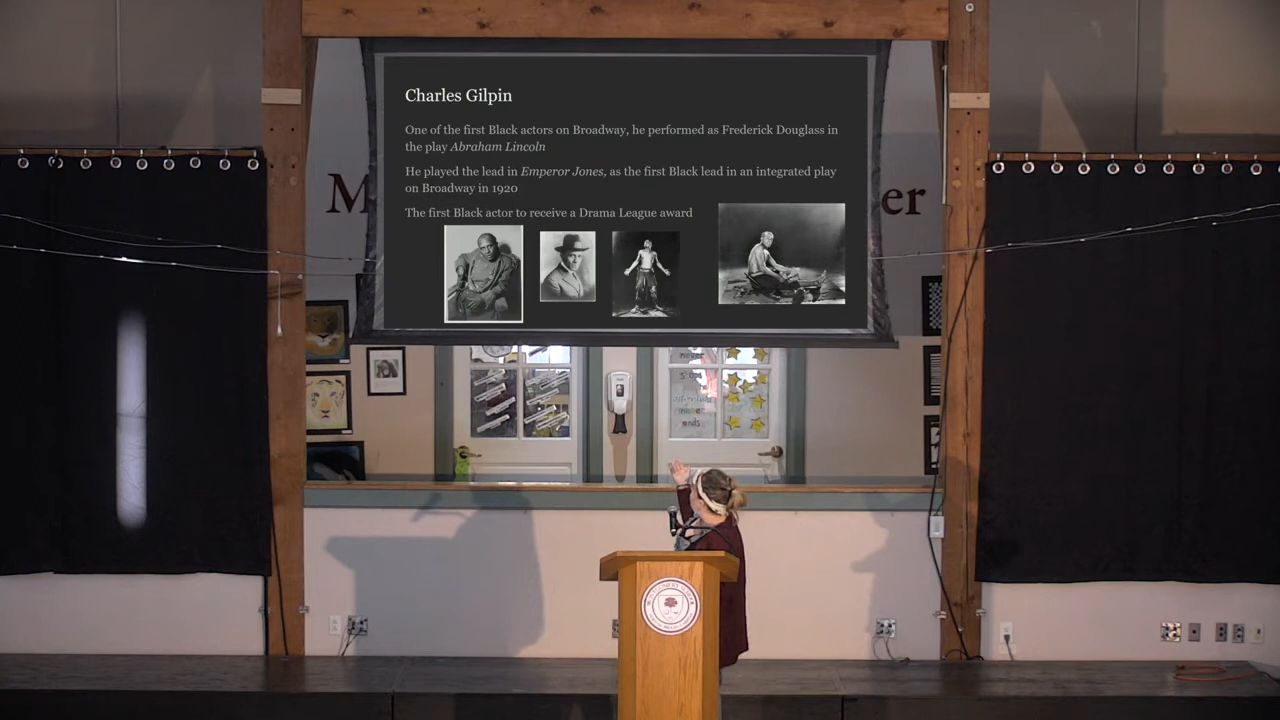 Charles Gilpin
One of the first Black actors on Broadway, he performed as Frederick Douglass in
the play Abraham Lincoln
He played the lead in Emperor Jones, as the first Black lead in an integrated play
on Broadway in 1920
The first Black actor to receive a Drama League award
M
er
never
ends